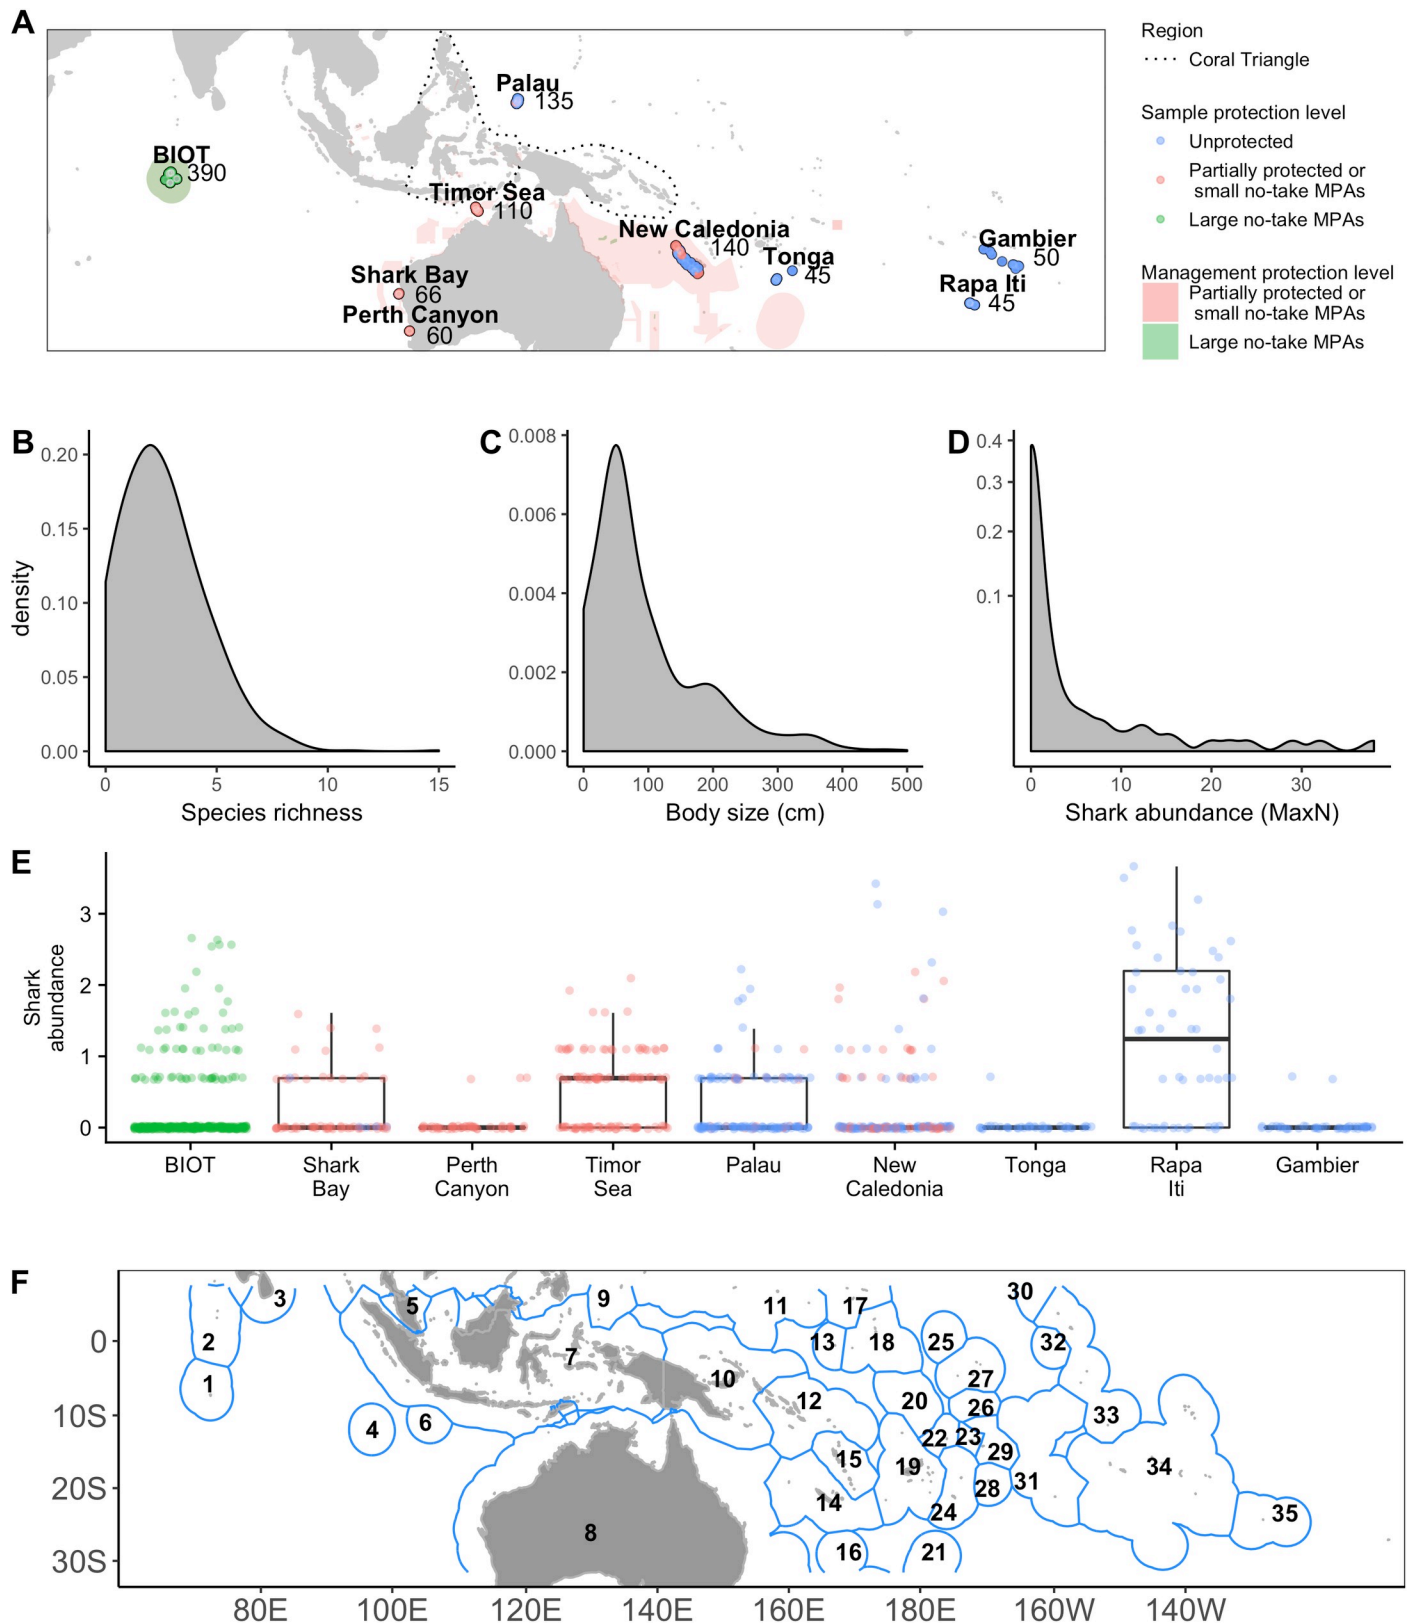 A
Palau
135
BIOT
390
Timor Sea
110
New Caledonia
140
Tonga
45
Gambier
50
Rapa Iti
45
Shark Bay
66
Perth Canyon
60
Region
Coral Triangle
Sample protection level
Unprotected
Partially protected or
small no-take MPAs
Large no-take MPAs
Management protection level
Partially protected or
small no-take MPAs
Large no-take MPAs
B
density
0.20
0.15
0.10
0.05
0.00
0 5 10 15
Species richness
C
0.008
0.006
0.004
0.002
0.000
0 100 200 300 400 500
Body size (cm)
D
0.4
0.3
0.2
0.1
0 10 20 30
Shark abundance (MaxN)
E
Shark
abundance
3
2
1
0
BIOT
Shark
Bay
Perth
Canyon
Timor
Sea
Palau
New
Caledonia
Tonga
Rapa
Iti
Gambier
F
0
10S
20S
30S
1
2
3
4
5
6
7
8
9
10
11
12
13
14
15
16
17
18
19
20
21
22
23
24
25
26
27
28
29
30
31
32
33
34
35
80E 100E 120E 140E 160E 180E 160W 140W